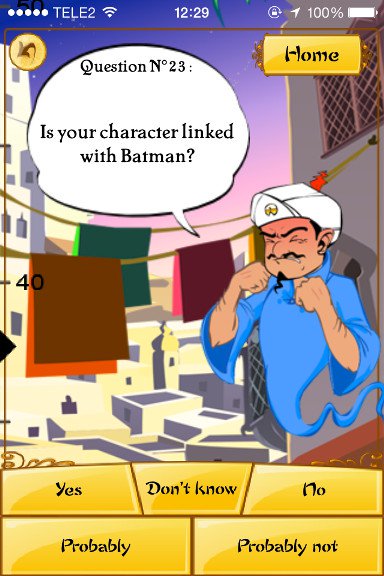 TELE2 12:29 100%
50
Home
Question N°23 :
Is your character linked
with Batman?
40
Yes
Don't know
No
Probably
Probably not